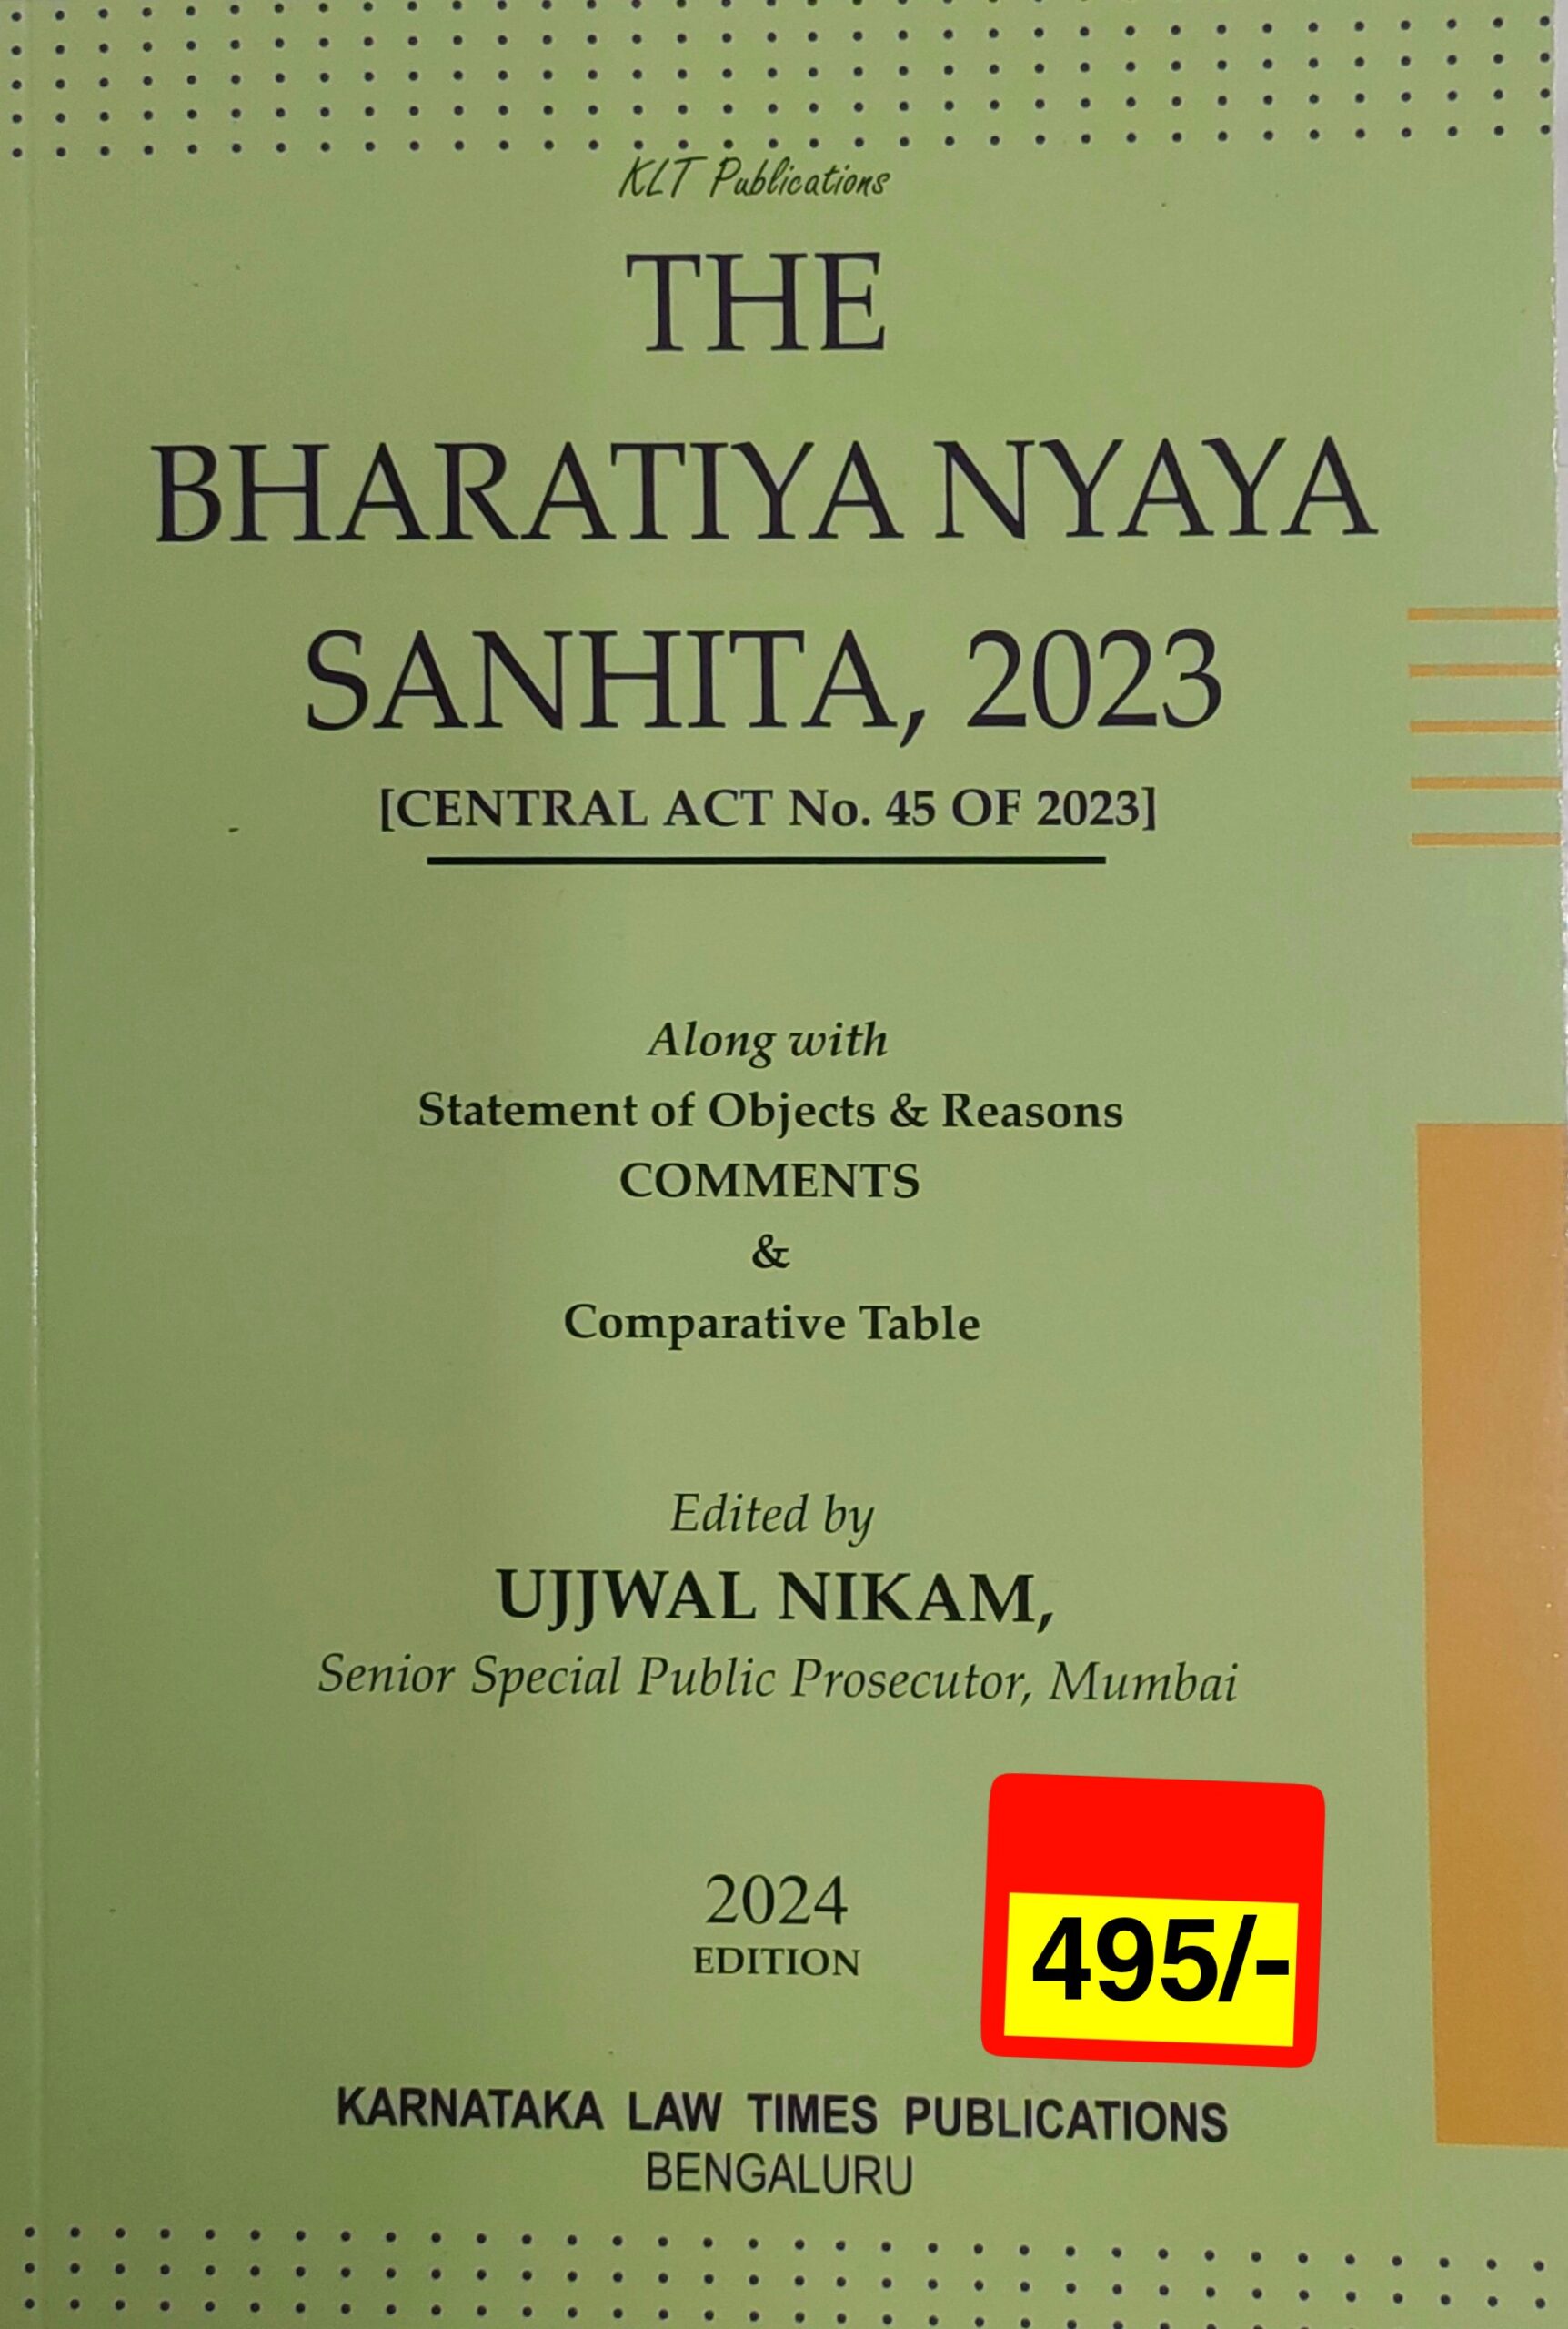 KLT Publications
THE
BHARATIYA NYAYA
SANHITA, 2023
[CENTRAL ACT No. 45 OF 2023]
Along with
Statement of Objects & Reasons
COMMENTS
&
Comparative Table
Edited by
UJJWAL NIKAM,
Senior Special Public Prosecutor, Mumbai
2024
EDITION
495/-
KARNATAKA LAW TIMES PUBLICATIONS
BENGALURU